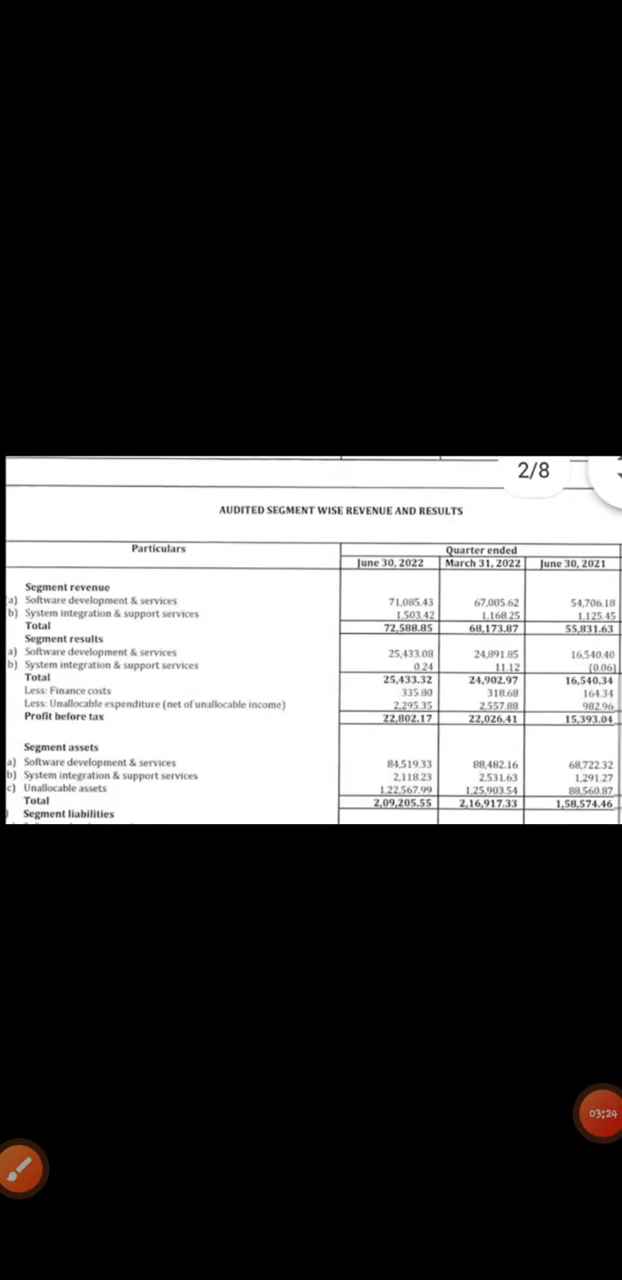 2/8
AUDITED SEGMENT WISE REVENUE AND RESULTS
Particulars Quarter ended
June 30, 2022 March 31, 2022 June 30, 2021
Segment revenue
a) Software development & services 71,085.43 67,005.62 54,706.18
b) System integration & support services 1,503.42 1,168.25 1,125.45
Total 72,588.85 68,173.87 55,831.63
Segment results
a) Software development & services 25,433.08 24,891.85 16,540.40
b) System integration & support services 0.24 11.12 (0.06)
Total 25,433.32 24,902.97 16,540.34
Less: Finance costs 335.80 318.68 164.34
Less: Unallocable expenditure (net of unallocable income) 2,295.35 2,557.88 982.96
Profit before tax 22,802.17 22,026.41 15,393.04
Segment assets
a) Software development & services 84,519.33 88,482.16 68,722.32
b) System integration & support services 2,118.23 2,531.63 1,291.27
c) Unallocable assets 1,22,567.99 1,25,903.54 88,560.87
Total 2,09,205.55 2,16,917.33 1,58,574.46
Segment liabilities
03:24